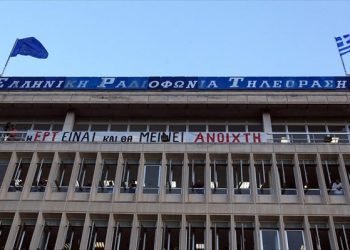 Ελληνικη Ραδιοφωνια Τηλεοραση
Η ΕΡΤ ΕΙΝΑΙ ΚΑΙ ΘΑ ΜΕΙΝΕΙ ΑΝΟΙΧΤΗ